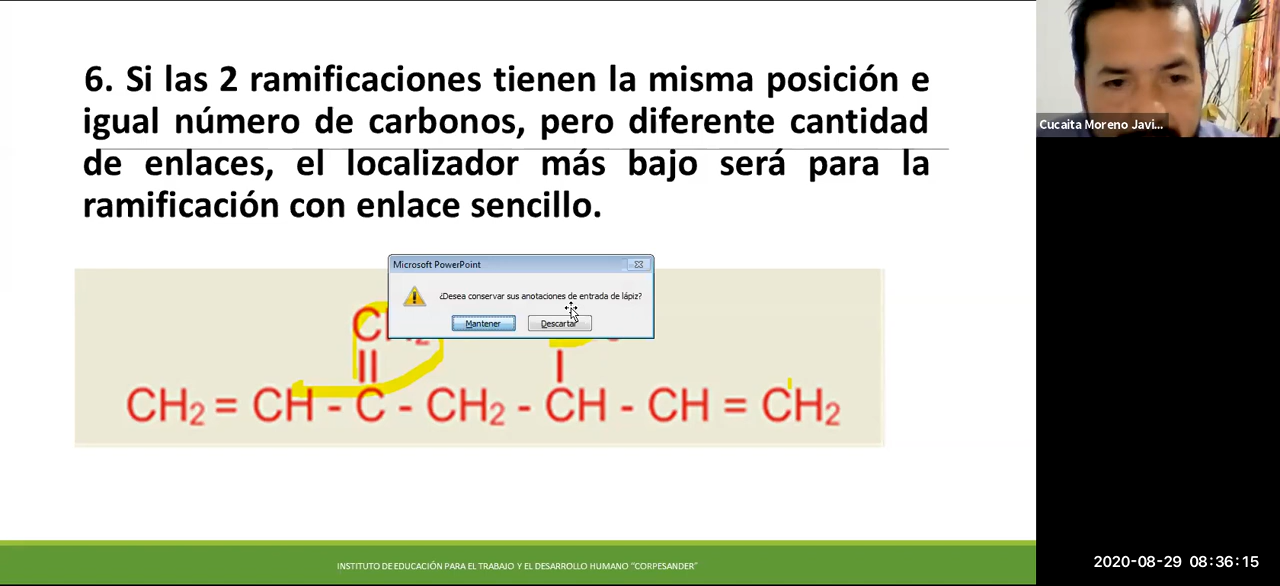 6. Si las 2 ramificaciones tienen la misma posición e
igual número de carbonos, pero diferente cantidad
de enlaces, el localizador más bajo será para la
ramificación con enlace sencillo.
Cucaita Moreno Javi...
Microsoft PowerPoint
¿Desea conservar sus anotaciones de entrada de lápiz?
Mantener
Descartar
CH₂
CH₂ = CH - C - CH₂ - CH - CH = CH₂
INSTITUTO DE EDUCACIÓN PARA EL TRABAJO Y EL DESARROLLO HUMANO “CORPESANDER”
2020-08-29 08:36:15